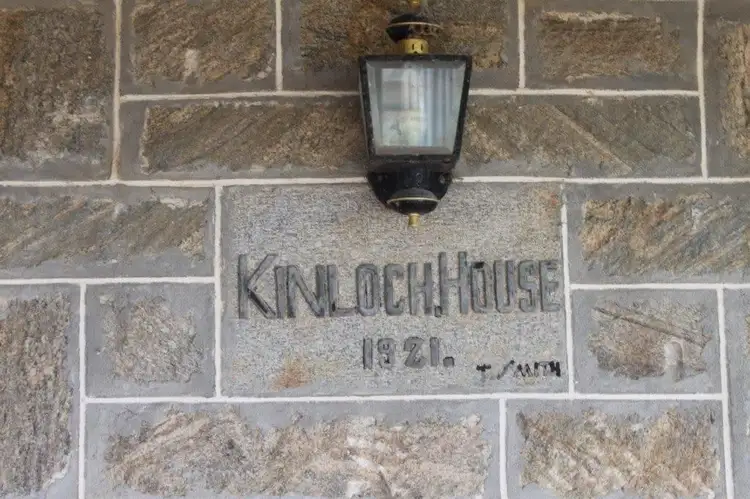 KINLOCH.HOUSE
1921.
T. SMITH